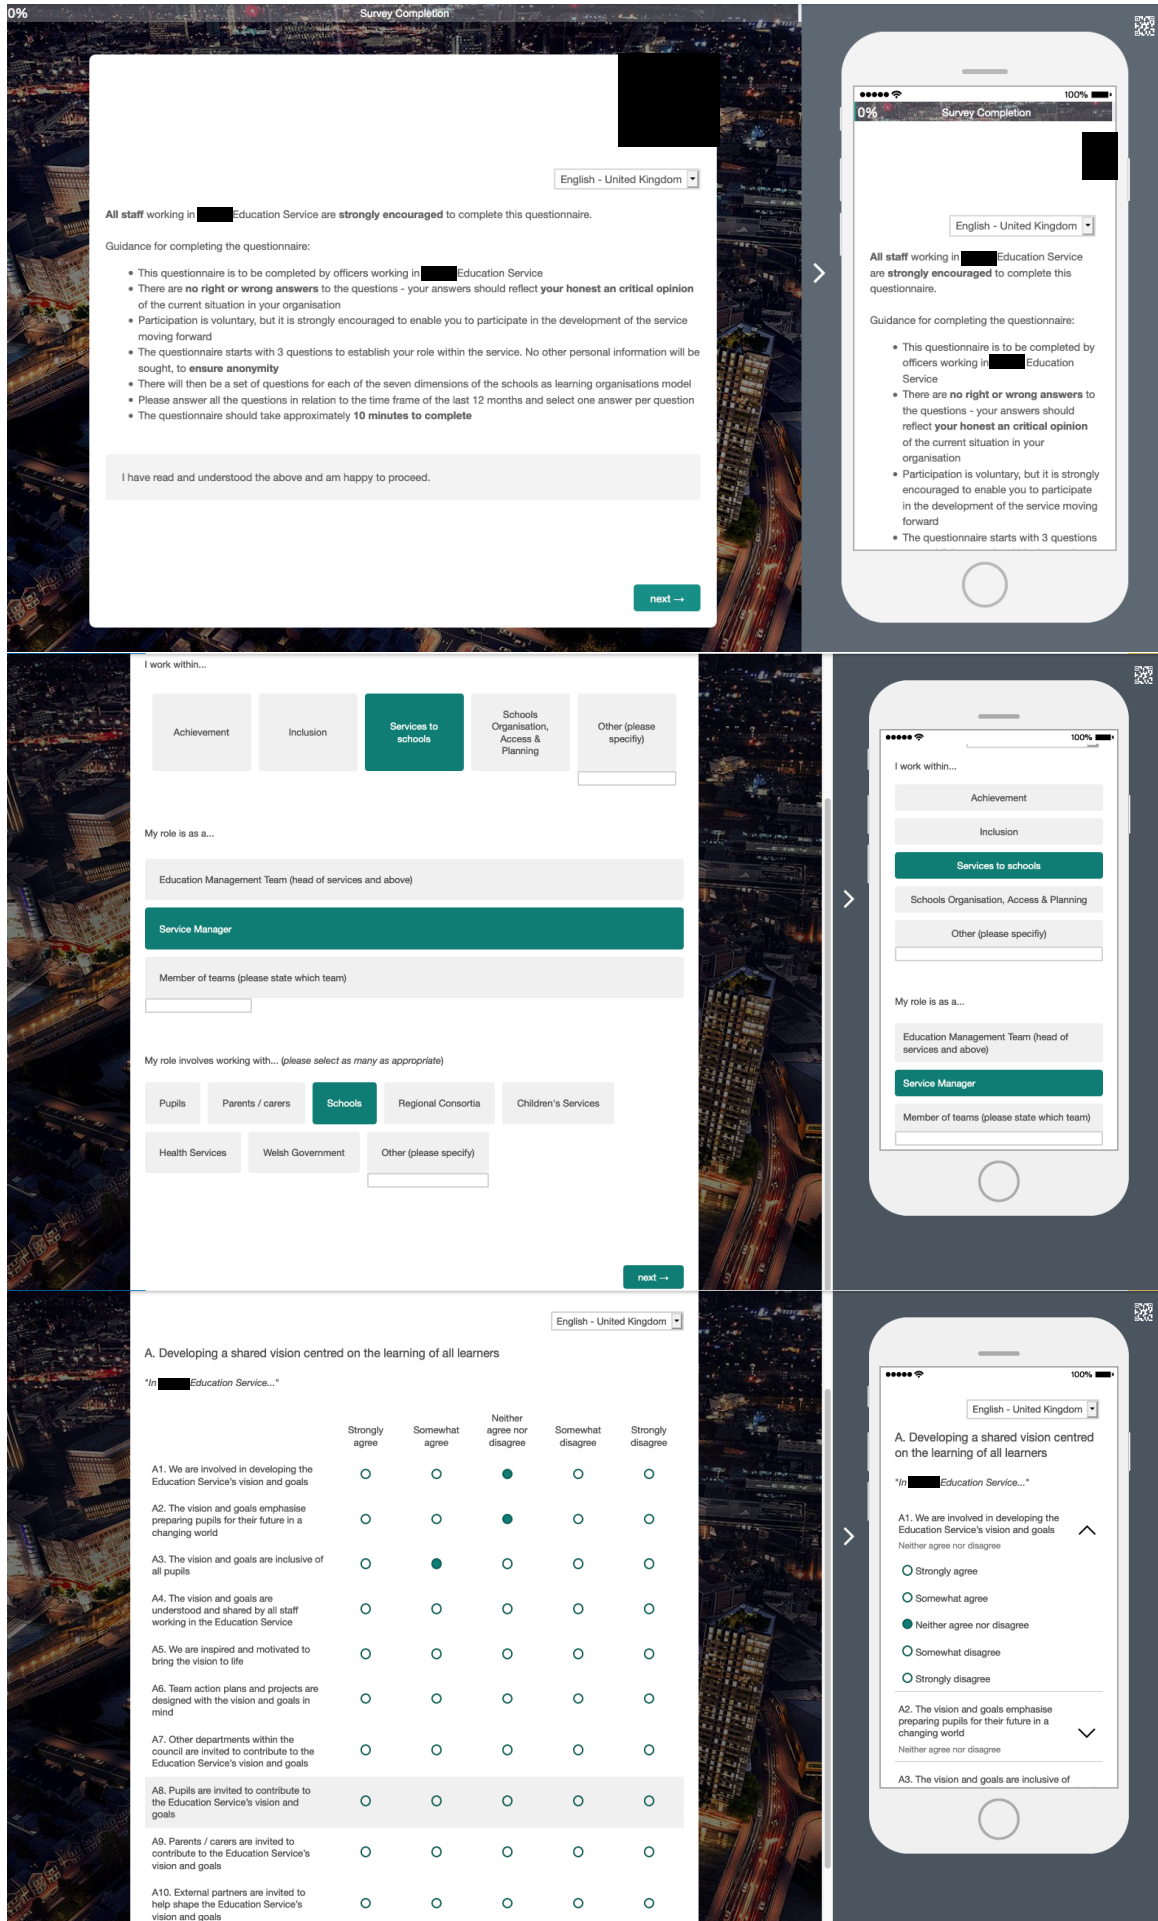 0%
Survey Completion
English - United Kingdom
All staff working in Education Service are strongly encouraged to complete this questionnaire.
Guidance for completing the questionnaire:
• This questionnaire is to be completed by officers working in Education Service
• There are no right or wrong answers to the questions - your answers should reflect your honest an critical opinion
of the current situation in your organisation
• Participation is voluntary, but it is strongly encouraged to enable you to participate in the development of the service
moving forward
• The questionnaire starts with 3 questions to establish your role within the service. No other personal information will be
sought, to ensure anonymity
• There will then be a set of questions for each of the seven dimensions of the schools as learning organisations model
• Please answer all the questions in relation to the time frame of the last 12 months and select one answer per question
• The questionnaire should take approximately 10 minutes to complete
I have read and understood the above and am happy to proceed.
next →
100%
0%
Survey Completion
English - United Kingdom
All staff working in Education Service
are strongly encouraged to complete this
questionnaire.
Guidance for completing the questionnaire:
• This questionnaire is to be completed by
officers working in Education
Service
• There are no right or wrong answers to
the questions - your answers should
reflect your honest an critical opinion
of the current situation in your
organisation
• Participation is voluntary, but it is strongly
encouraged to enable you to participate
in the development of the service moving
forward
• The questionnaire starts with 3 questions
I work within...
Achievement
Inclusion
Services to
schools
Schools
Organisation,
Access &
Planning
Other (please
specifiy)
My role is as a...
Education Management Team (head of services and above)
Service Manager
Member of teams (please state which team)
My role involves working with... (please select as many as appropriate)
Pupils
Parents / carers
Schools
Regional Consortia
Children's Services
Health Services
Welsh Government
Other (please specify)
next →
100%
I work within...
Achievement
Inclusion
Services to schools
Schools Organisation, Access & Planning
Other (please specifiy)
My role is as a...
Education Management Team (head of
services and above)
Service Manager
Member of teams (please state which team)
English - United Kingdom
A. Developing a shared vision centred on the learning of all learners
"In Education Service..."
Strongly
agree
Somewhat
agree
Neither
agree nor
disagree
Somewhat
disagree
Strongly
disagree
A1. We are involved in developing the
Education Service's vision and goals
A2. The vision and goals emphasise
preparing pupils for their future in a
changing world
A3. The vision and goals are inclusive of
all pupils
A4. The vision and goals are
understood and shared by all staff
working in the Education Service
A5. We are inspired and motivated to
bring the vision to life
A6. Team action plans and projects are
designed with the vision and goals in
mind
A7. Other departments within the
council are invited to contribute to the
Education Service's vision and goals
A8. Pupils are invited to contribute to
the Education Service's vision and
goals
A9. Parents / carers are invited to
contribute to the Education Service's
vision and goals
A10. External partners are invited to
help shape the Education Service's
vision and goals
100%
English - United Kingdom
A. Developing a shared vision centred
on the learning of all learners
"In Education Service..."
A1. We are involved in developing the
Education Service's vision and goals
Neither agree nor disagree
Strongly agree
Somewhat agree
Neither agree nor disagree
Somewhat disagree
Strongly disagree
A2. The vision and goals emphasise
preparing pupils for their future in a
changing world
Neither agree nor disagree
A3. The vision and goals are inclusive of